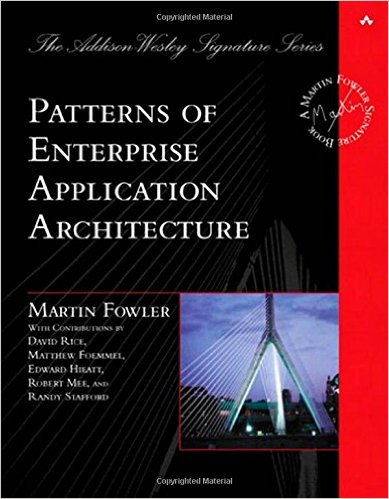 Copyrighted Material
The Addison-Wesley Signature Series
A MARTIN FOWLER SIGNATURE BOOK
Martin
PATTERNS OF
ENTERPRISE
APPLICATION
ARCHITECTURE
MARTIN FOWLER
WITH CONTRIBUTIONS BY
DAVID RICE,
MATTHEW FOEMMEL,
EDWARD HIEATT,
ROBERT MEE, AND
RANDY STAFFORD
Copyrighted Material